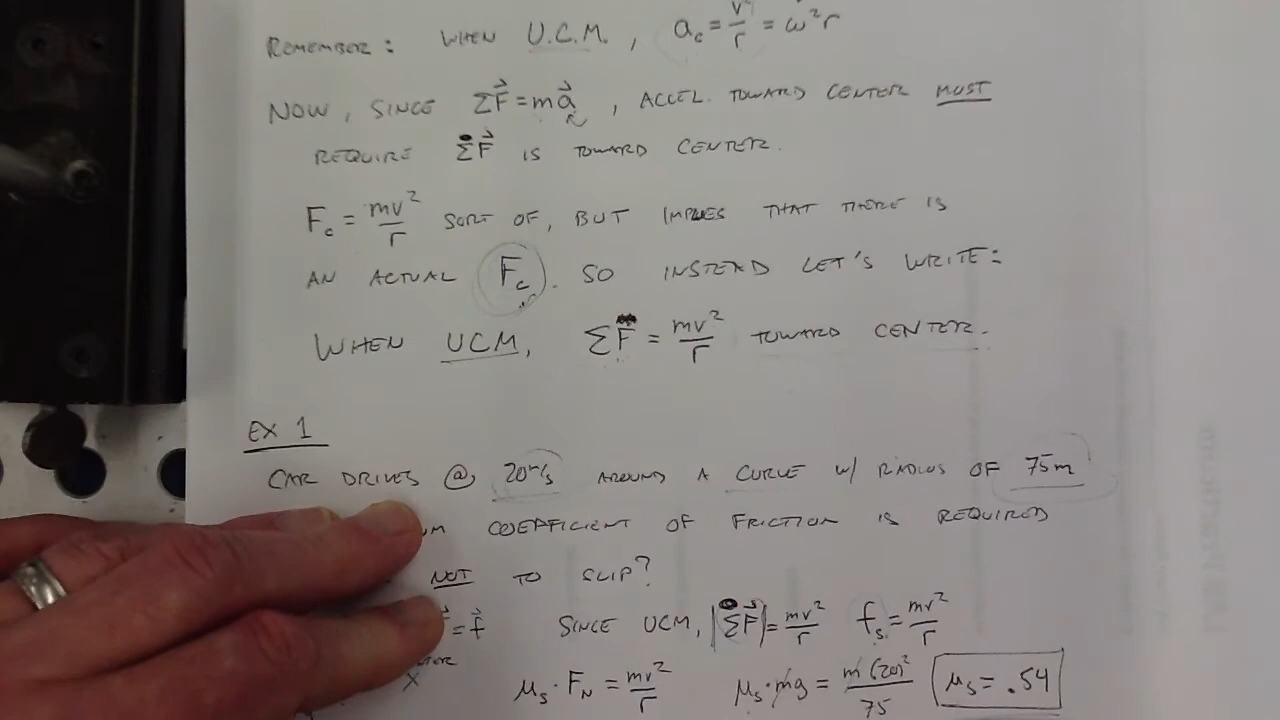 REMEMBER: WHEN U.C.M., a_c = v²/r = ω²r
NOW, SINCE ΣF⃗ = ma⃗, ACCEL. TOWARD CENTER MUST
REQUIRE ΣF⃗ IS TOWARD CENTER.
F_c = mv²/r SORT OF, BUT IMPLIES THAT THERE IS
AN ACTUAL F_c. SO INSTEAD LET'S WRITE:
WHEN UCM, ΣF = mv²/r TOWARD CENTER.
EX 1
CAR DRIVES @ 20m/s AROUND A CURVE W/ RADIUS OF 75m
COEFFICIENT OF FRICTION IS REQUIRED
NOT TO SLIP?
= f⃗ SINCE UCM, |ΣF⃗| = mv²/r f_s = mv²/r
X μ_s·F_N = mv²/r μ_s·mg = m(20)²/75 μ_s = .54